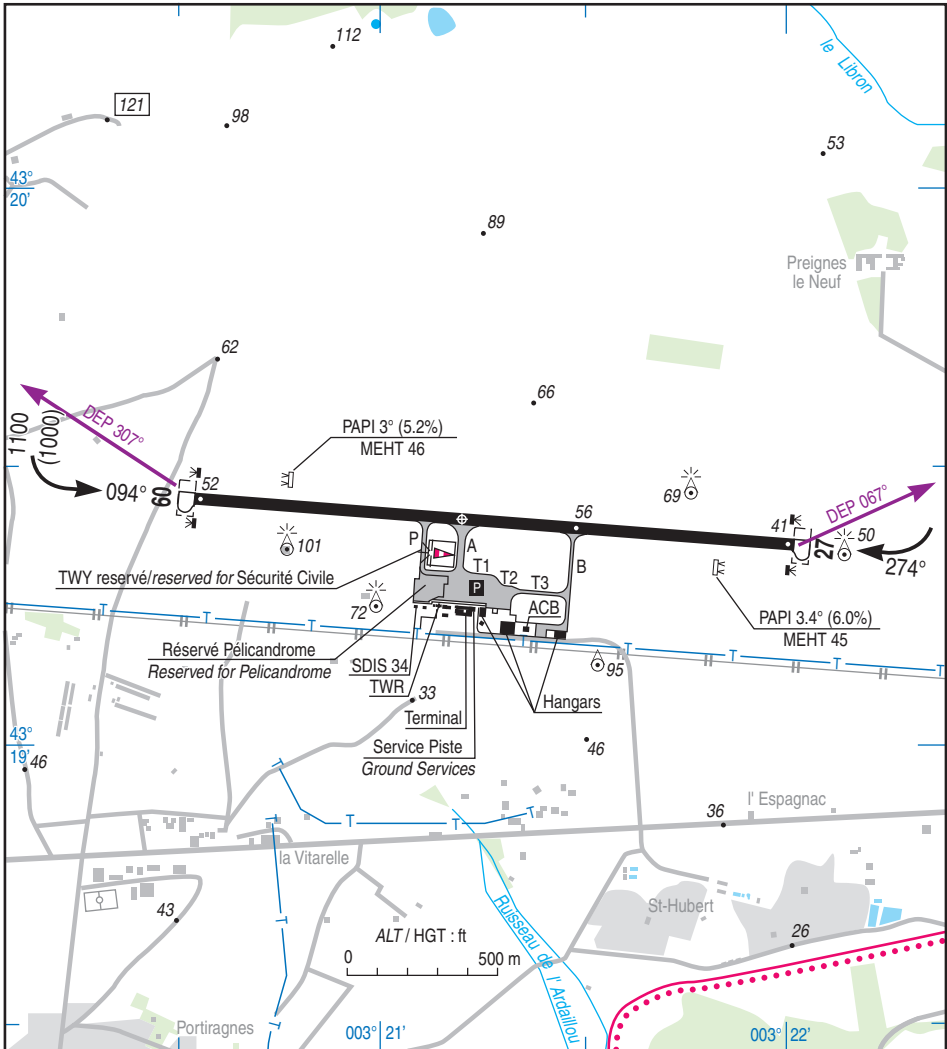 112
le Libron
121
98
53
43°
20'
89
Preignes
le Neuf
62
66
DEP 307°
1100
(1000)
PAPI 3° (5.2%)
MEHT 46
094°
09
52
69
DEP 067°
56
41
27
50
274°
101
P
A
B
T1
T2
T3
P
ACB
TWY reservé/reserved for Sécurité Civile
72
PAPI 3.4° (6.0%)
MEHT 45
T T T T T T T T T
Réservé Pélicandrome
Reserved for Pelicandrome
SDIS 34
TWR
95
33
Terminal
Hangars
Service Piste
Ground Services
43°
19'
46
46
T
T
T
T
l' Espagnac
36
la Vitarelle
T
St-Hubert
43
26
Ruisseau de l' Ardaillou
ALT / HGT : ft
0
500 m
T
Portiragnes
003° 21'
003° 22'